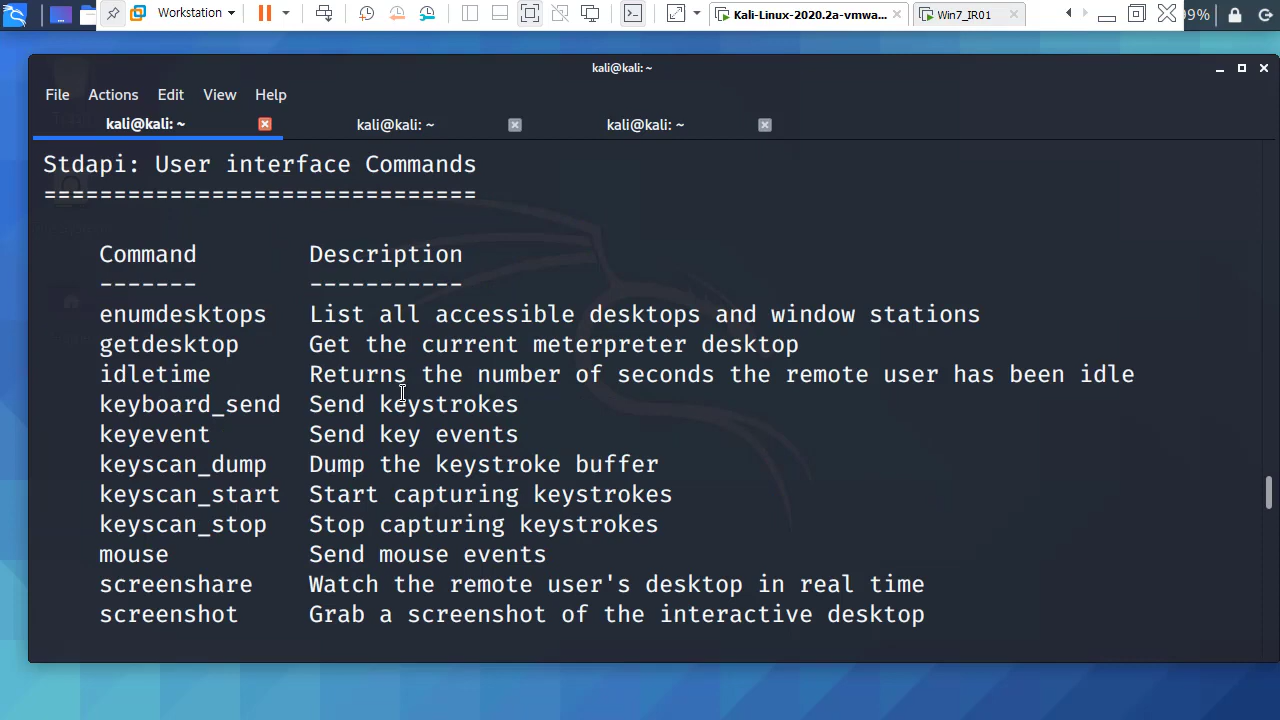 Workstation
Kali-Linux-2020.2a-vmwa...
Win7_IR01
99%
kali@kali: ~
File Actions Edit View Help
kali@kali: ~ kali@kali: ~ kali@kali: ~
Stdapi: User interface Commands
===============================
Command Description
------- -----------
enumdesktops List all accessible desktops and window stations
getdesktop Get the current meterpreter desktop
idletime Returns the number of seconds the remote user has been idle
keyboard_send Send keystrokes
keyevent Send key events
keyscan_dump Dump the keystroke buffer
keyscan_start Start capturing keystrokes
keyscan_stop Stop capturing keystrokes
mouse Send mouse events
screenshare Watch the remote user's desktop in real time
screenshot Grab a screenshot of the interactive desktop